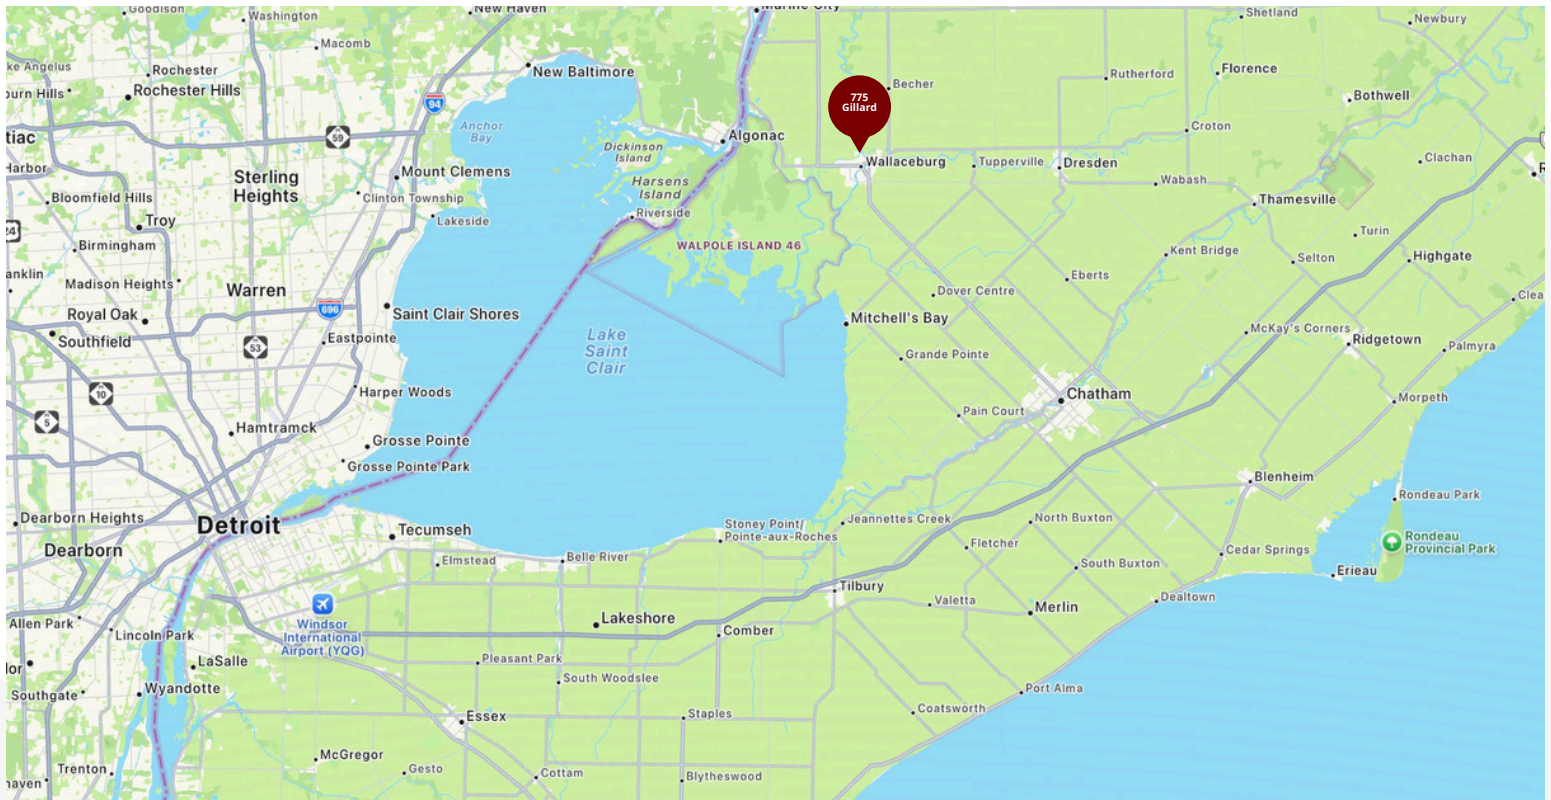 Goodison
Washington
New Haven
Marine City
Shetland
Newbury
Macomb
ke Angelus
Rochester
New Baltimore
Rutherford
Florence
Becher
775
Gillard
burn Hills
Rochester Hills
94
Bothwell
Anchor
Bay
59
tiac
Algonac
Croton
Dickinson
Island
Harbor
Mount Clemens
Wallaceburg
Tupperville
Dresden
Clachan
Sterling
Heights
Harsens
Island
Wabash
R
Bloomfield Hills
Clinton Township
Thamesville
Troy
Lakeside
Riverside
24
Turin
Birmingham
WALPOLE ISLAND 46
Kent Bridge
Selton
Highgate
anklin
Madison Heights
Warren
Eberts
Dover Centre
Clea
Royal Oak
696
Saint Clair Shores
Mitchell's Bay
Southfield
53
Eastpointe
Lake
Saint
Clair
McKay's Corners
Ridgetown
Palmyra
Grande Pointe
10
Harper Woods
Chatham
Morpeth
5
Hamtramck
Pain Court
Grosse Pointe
Grosse Pointe Park
Blenheim
Rondeau Park
Dearborn Heights
Detroit
Tecumseh
Stoney Point/
Pointe-aux-Roches
Jeannettes Creek
North Buxton
Dearborn
Elmstead
Belle River
Fletcher
Cedar Springs
Rondeau
Provincial Park
South Buxton
Erieau
Tilbury
Allen Park
Windsor
International
Airport (YQG)
Lakeshore
Valetta
Merlin
Dealtown
Lincoln Park
Comber
lor
LaSalle
Pleasant Park
Southgate
Wyandotte
South Woodslee
Port Alma
Essex
Staples
Coatsworth
McGregor
Trenton
Gesto
Cottam
Blytheswood
haven